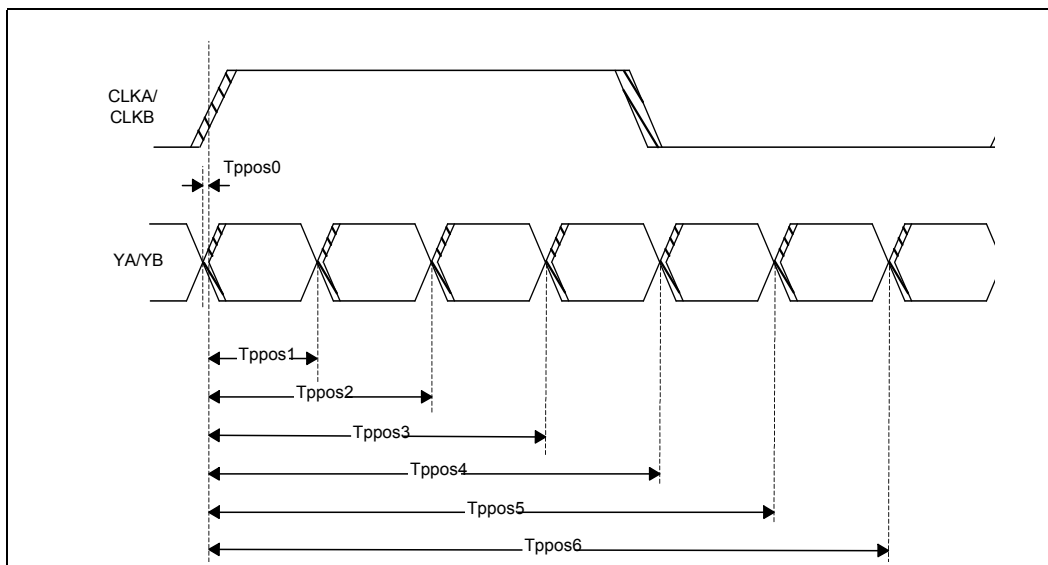 CLKA/
CLKB
Tppos0
YA/YB
Tppos1
Tppos2
Tppos3
Tppos4
Tppos5
Tppos6